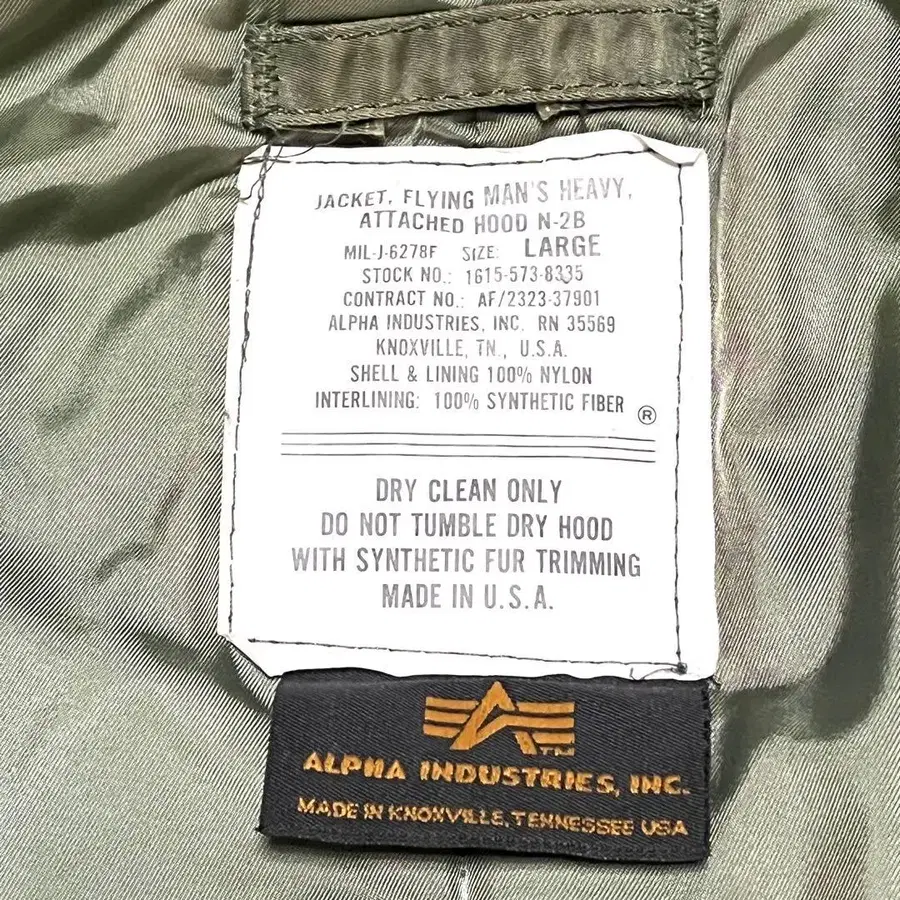 JACKET, FLYING MAN'S HEAVY,
ATTACHED HOOD N-2B
MIL-J-6278F SIZE: LARGE
STOCK NO.: 1615-573-8335
CONTRACT NO.: AF/2323-37901
ALPHA INDUSTRIES, INC. RN 35569
KNOXVILLE, TN., U.S.A.
SHELL & LINING 100% NYLON
INTERLINING: 100% SYNTHETIC FIBER ®
DRY CLEAN ONLY
DO NOT TUMBLE DRY HOOD
WITH SYNTHETIC FUR TRIMMING
MADE IN U.S.A.
TM
ALPHA INDUSTRIES, INC.
MADE IN KNOXVILLE, TENNESSEE USA